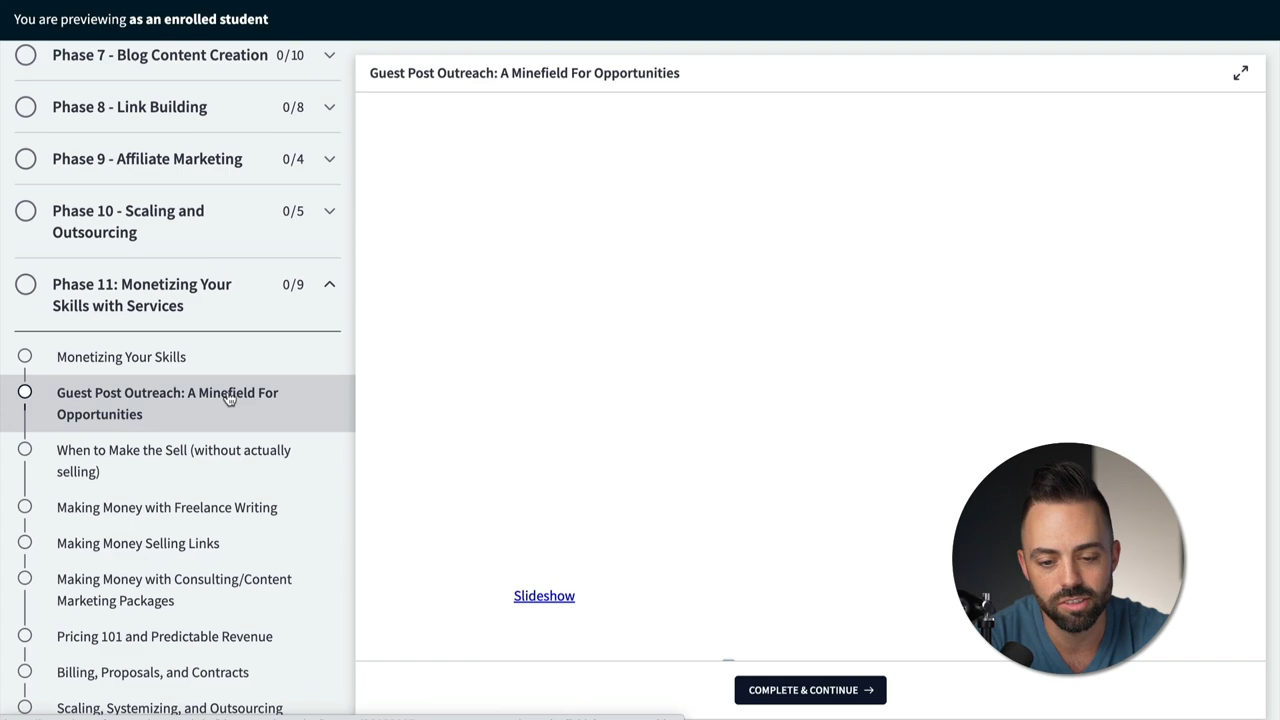 You are previewing as an enrolled student
Phase 7 - Blog Content Creation 0/10
Phase 8 - Link Building 0/8
Phase 9 - Affiliate Marketing 0/4
Phase 10 - Scaling and 0/5
Outsourcing
Phase 11: Monetizing Your 0/9
Skills with Services
Monetizing Your Skills
Guest Post Outreach: A Minefield For
Opportunities
When to Make the Sell (without actually
selling)
Making Money with Freelance Writing
Making Money Selling Links
Making Money with Consulting/Content
Marketing Packages
Pricing 101 and Predictable Revenue
Billing, Proposals, and Contracts
Scaling, Systemizing, and Outsourcing
Guest Post Outreach: A Minefield For Opportunities
Slideshow
COMPLETE & CONTINUE →